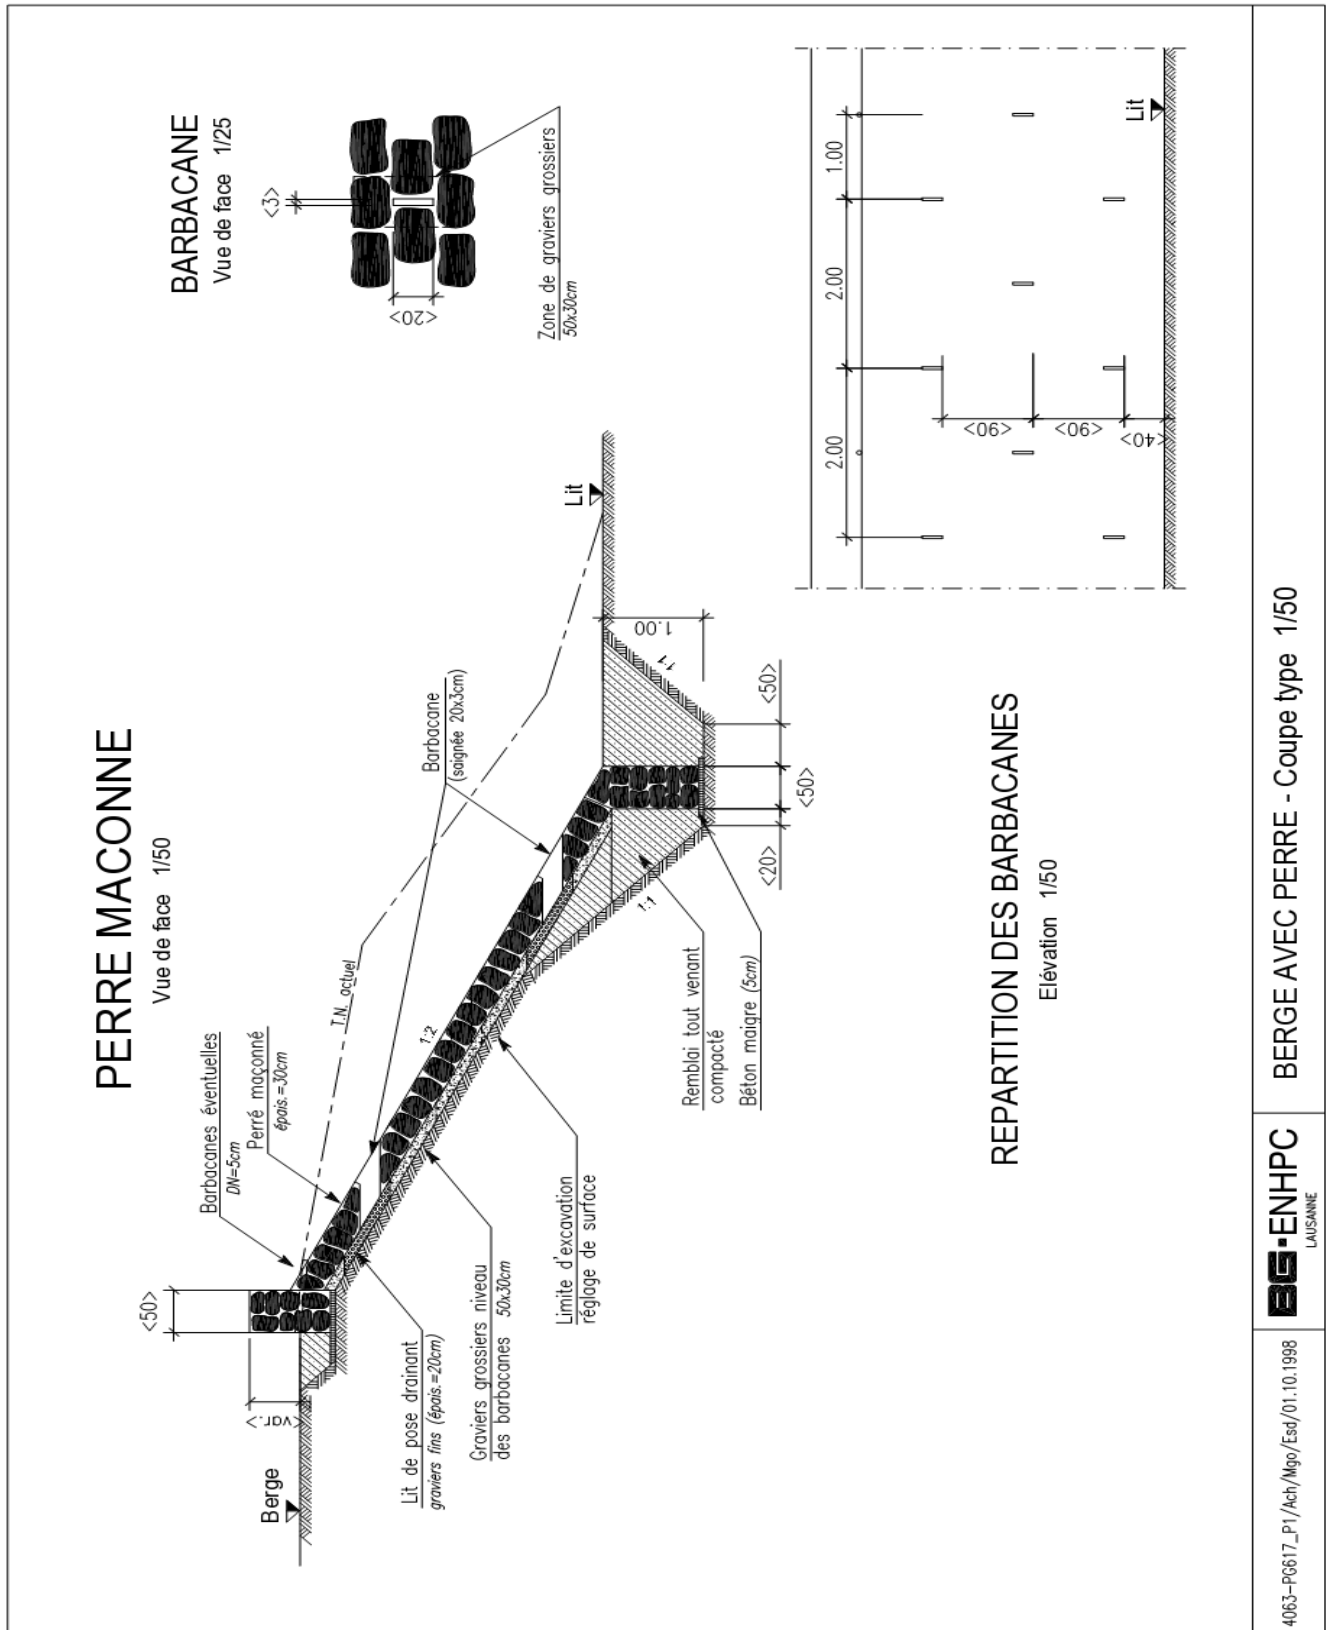 PERRE MACONNE
Vue de face 1/50
BARBACANE
Vue de face 1/25
<3>
<20>
Zone de graviers grossiers
50x30cm
Barbacanes éventuelles
DN=5cm
Perré maçonné
épais.=30cm
T.N. actuel
Barbacane
(saignée 20x3cm)
<50>
<var.>
Berge
1:2
Lit
1.00
1:1
1:1
<50>
<50>
<20>
Lit de pose drainant
graviers fins (épais.=20cm)
Graviers grossiers niveau
des barbacanes 50x30cm
Limite d'excavation
réglage de surface
Remblai tout venant
compacté
Béton maigre (5cm)
REPARTITION DES BARBACANES
Elévation 1/50
2.00
2.00
1.00
<90>
<90>
<40>
Lit
4063-PG617_P1/Ach/Mgo/Esd/01.10.1998
BG•ENHPC
LAUSANNE
BERGE AVEC PERRE - Coupe type 1/50